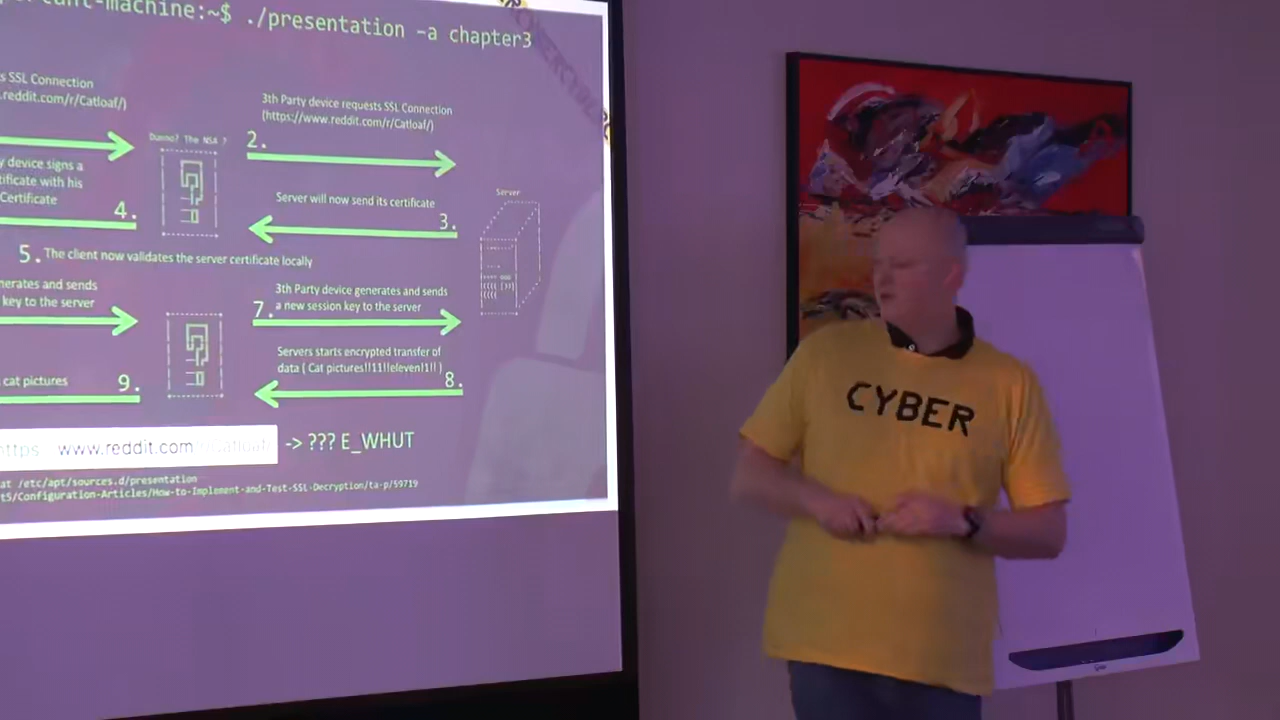 rtant-machine:~$ ./presentation -a chapter3
s SSL Connection
.reddit.com/r/Catloaf/)
3th Party device requests SSL Connection
(https://www.reddit.com/r/Catloaf/)
Dunno? The NSA ?
2.
y device signs a
tificate with his
Certificate
4.
Server will now send its certificate
3.
Server
5. The client now validates the server certificate locally
nerates and sends
key to the server
3th Party device generates and sends
7. a new session key to the server
Servers starts encrypted transfer of
data ( Cat pictures!!11!!eleven!1!! )
8.
cat pictures
9.
https www.reddit.com/r/catloaf/ -> ??? E_WHUT
at /etc/apt/sources.d/presentation
t5/Configuration-Articles/How-to-Implement-and-Test-SSL-Decryption/ta-p/59719
CYBER